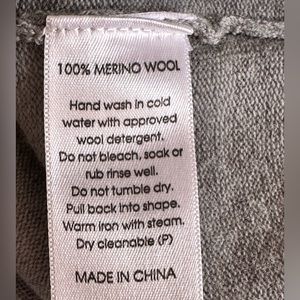 100% MERINO WOOL
Hand wash in cold
water with approved
wool detergent.
Do not bleach, soak or
rub rinse well.
Do not tumble dry.
Pull back into shape.
Warm iron with steam.
Dry cleanable (P)
MADE IN CHINA